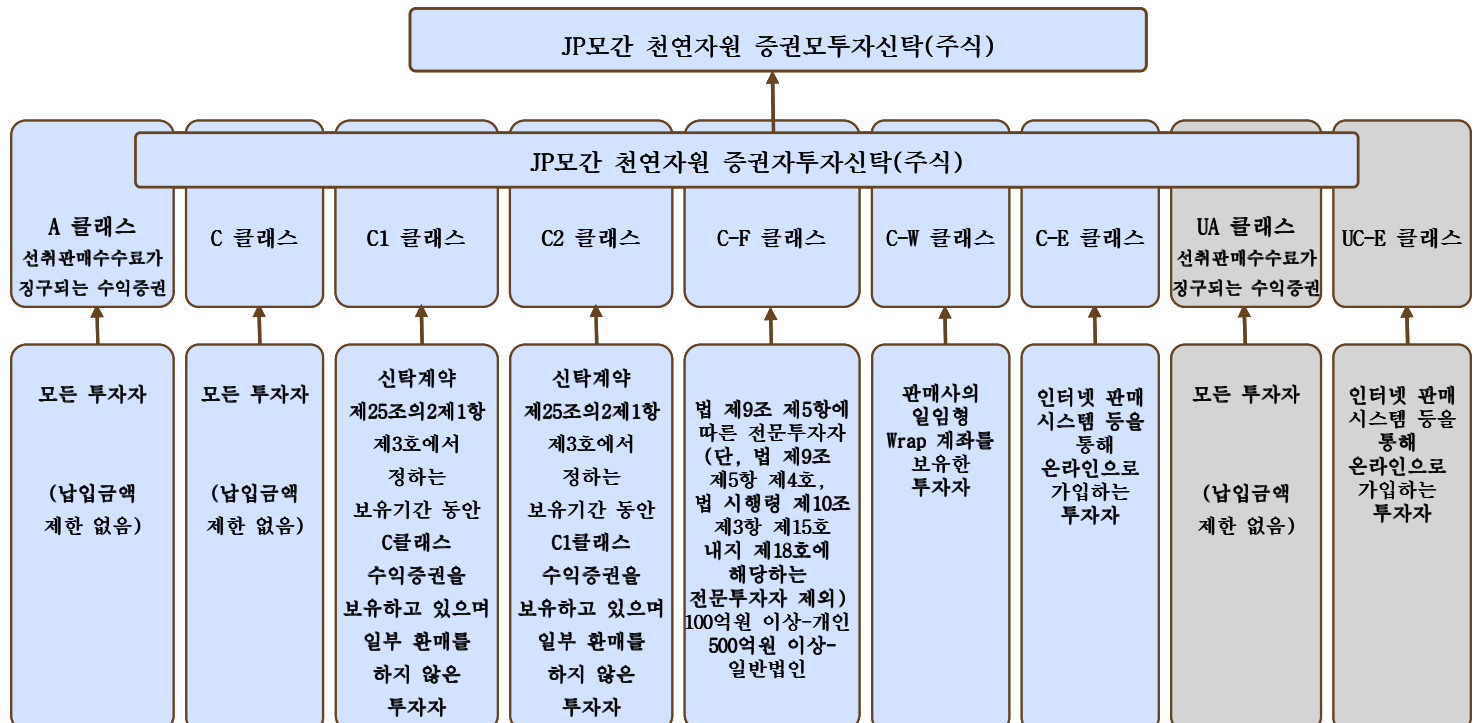 JP모간 천연자원 증권모투자신탁(주식)
JP모간 천연자원 증권자투자신탁(주식)
A 클래스
선취판매수수료가
징구되는 수익증권
C 클래스
C1 클래스
C2 클래스
C-F 클래스
C-W 클래스
C-E 클래스
UA 클래스
선취판매수수료가
징구되는 수익증권
UC-E 클래스
모든 투자자
(납입금액
제한 없음)
모든 투자자
(납입금액
제한 없음)
신탁계약
제25조의2제1항
제3호에서
정하는
보유기간 동안
C클래스
수익증권을
보유하고 있으며
일부 환매를
하지 않은
투자자
신탁계약
제25조의2제1항
제3호에서
정하는
보유기간 동안
C1클래스
수익증권을
보유하고 있으며
일부 환매를
하지 않은
투자자
법 제9조 제5항에
따른 전문투자자
(단, 법 제9조
제5항 제4호,
법 시행령 제10조
제3항 제15호
내지 제18호에
해당하는
전문투자자 제외)
100억원 이상-개인
500억원 이상-
일반법인
판매사의
일임형
Wrap 계좌를
보유한
투자자
인터넷 판매
시스템 등을
통해
온라인으로
가입하는
투자자
모든 투자자
(납입금액
제한 없음)
인터넷 판매
시스템 등을
통해
온라인으로
가입하는
투자자